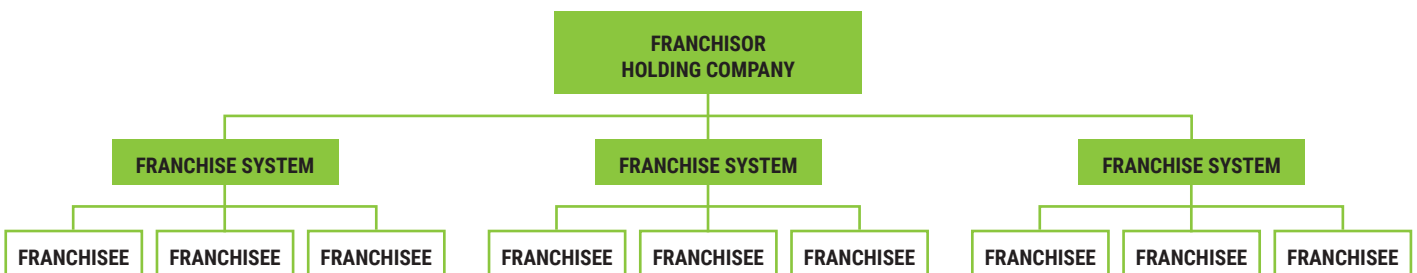 FRANCHISOR
HOLDING COMPANY
FRANCHISE SYSTEM
FRANCHISE SYSTEM
FRANCHISE SYSTEM
FRANCHISEE
FRANCHISEE
FRANCHISEE
FRANCHISEE
FRANCHISEE
FRANCHISEE
FRANCHISEE
FRANCHISEE
FRANCHISEE